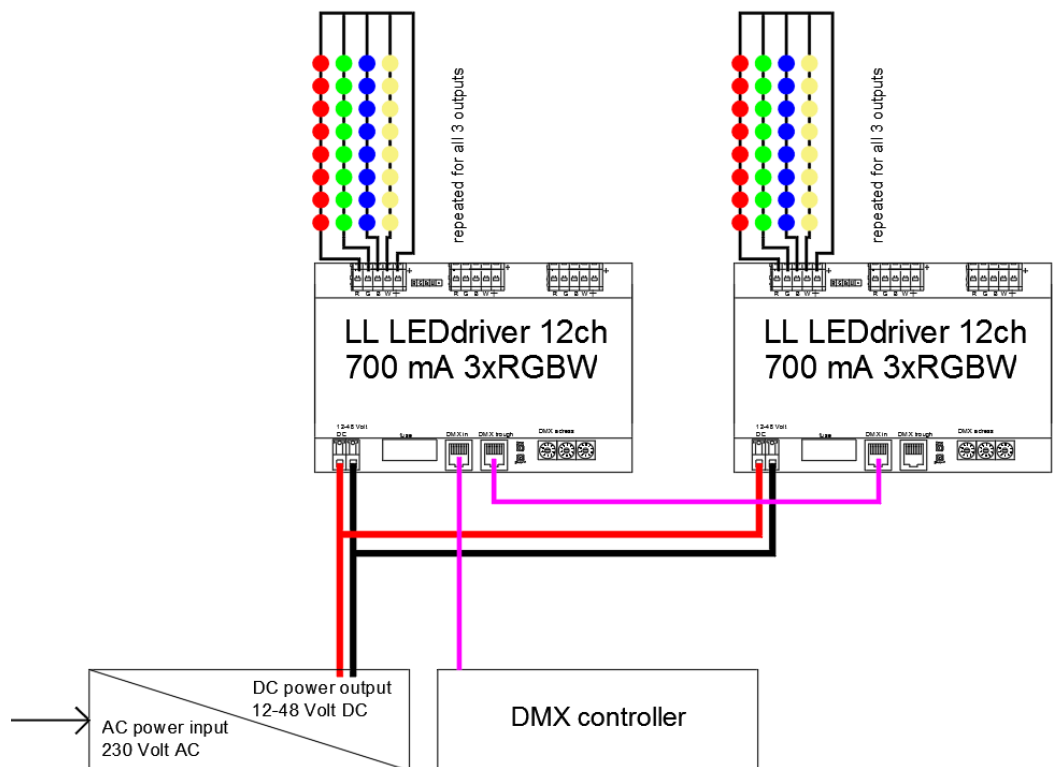 repeated for all 3 outputs
repeated for all 3 outputs
+
+
R G B W
R G B W
R G B W
R G B W
LL LEDdriver 12ch
700 mA 3xRGBW
LL LEDdriver 12ch
700 mA 3xRGBW
12-48 Volt
DC
DMX in
DMX trough
DMX adress
12-48 Volt
DC
DMX in
DMX trough
DMX adress
DC power output
12-48 Volt DC
AC power input
230 Volt AC
DMX controller